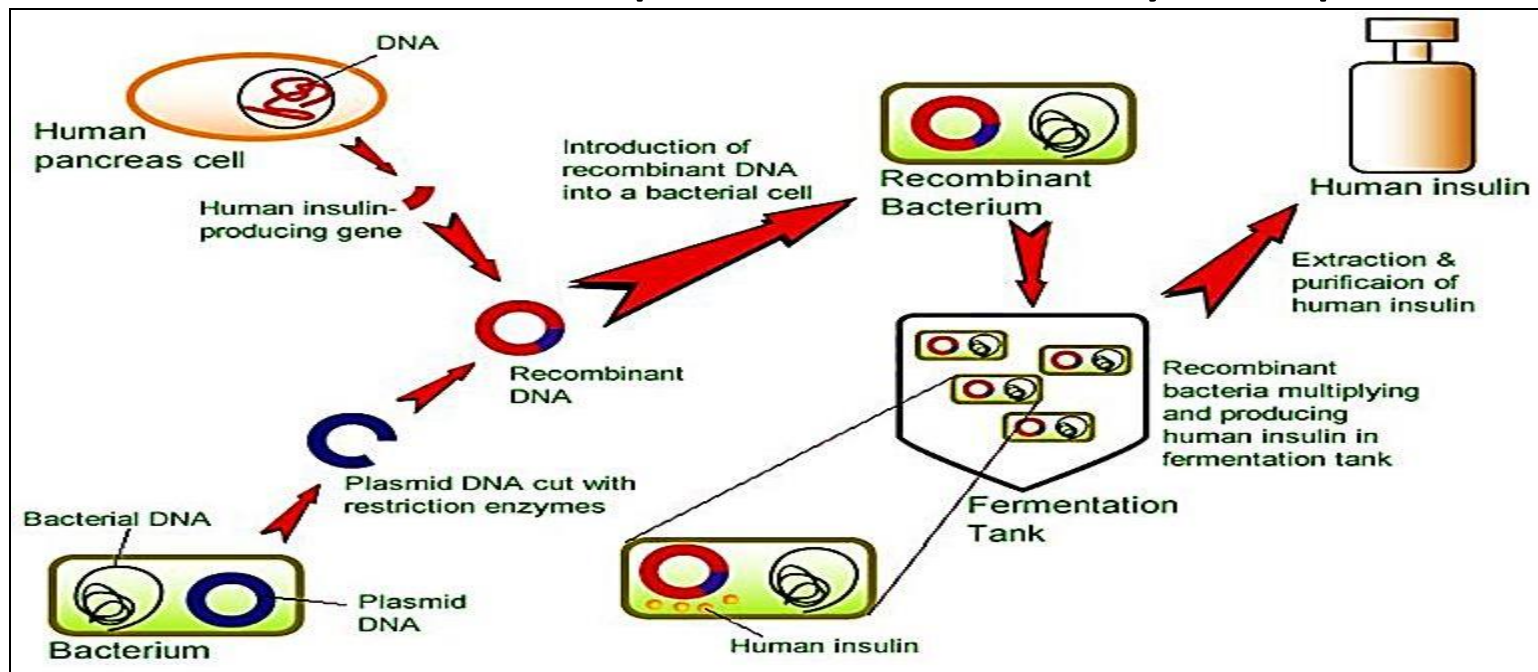 DNA
Human
pancreas cell
Human insulin-
producing gene
Introduction of
recombinant DNA
into a bacterial cell
Recombinant
Bacterium
Human insulin
Extraction &
purificaion of
human insulin
Recombinant
DNA
Plasmid DNA cut with
restriction enzymes
Bacterial DNA
Plasmid
DNA
Bacterium
Recombinant
bacteria multiplying
and producing
human insulin in
fermentation tank
Fermentation
Tank
Human insulin